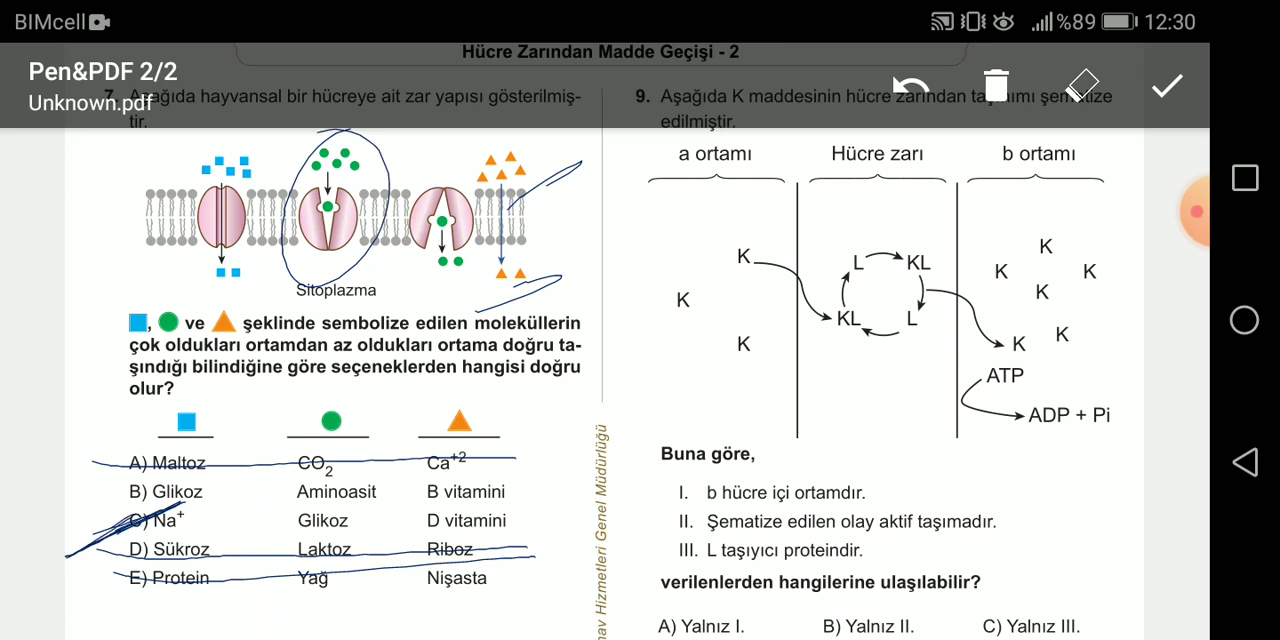 BIMcell
%89 12:30
Hücre Zarından Madde Geçişi - 2
Pen&PDF 2/2
Unknown.pdf
7. Aşağıda hayvansal bir hücreye ait zar yapısı gösterilmiş-
tir.
Sitoplazma
, ve şeklinde sembolize edilen moleküllerin
çok oldukları ortamdan az oldukları ortama doğru ta-
şındığı bilindiğine göre seçeneklerden hangisi doğru
olur?
A) Maltoz CO2 Ca+2
B) Glikoz Aminoasit B vitamini
C) Na+ Glikoz D vitamini
D) Sükroz Laktoz Riboz
E) Protein Yağ Nişasta
Hizmetleri Genel Müdürlüğü
9. Aşağıda K maddesinin hücre zarından taşınımı şematize
edilmiştir.
a ortamı Hücre zarı b ortamı
K K K
L KL
KL L
K K K K K K
ATP
ADP + Pi
Buna göre,
I. b hücre içi ortamdır.
II. Şematize edilen olay aktif taşımadır.
III. L taşıyıcı proteindir.
verilenlerden hangilerine ulaşılabilir?
A) Yalnız I. B) Yalnız II. C) Yalnız III.